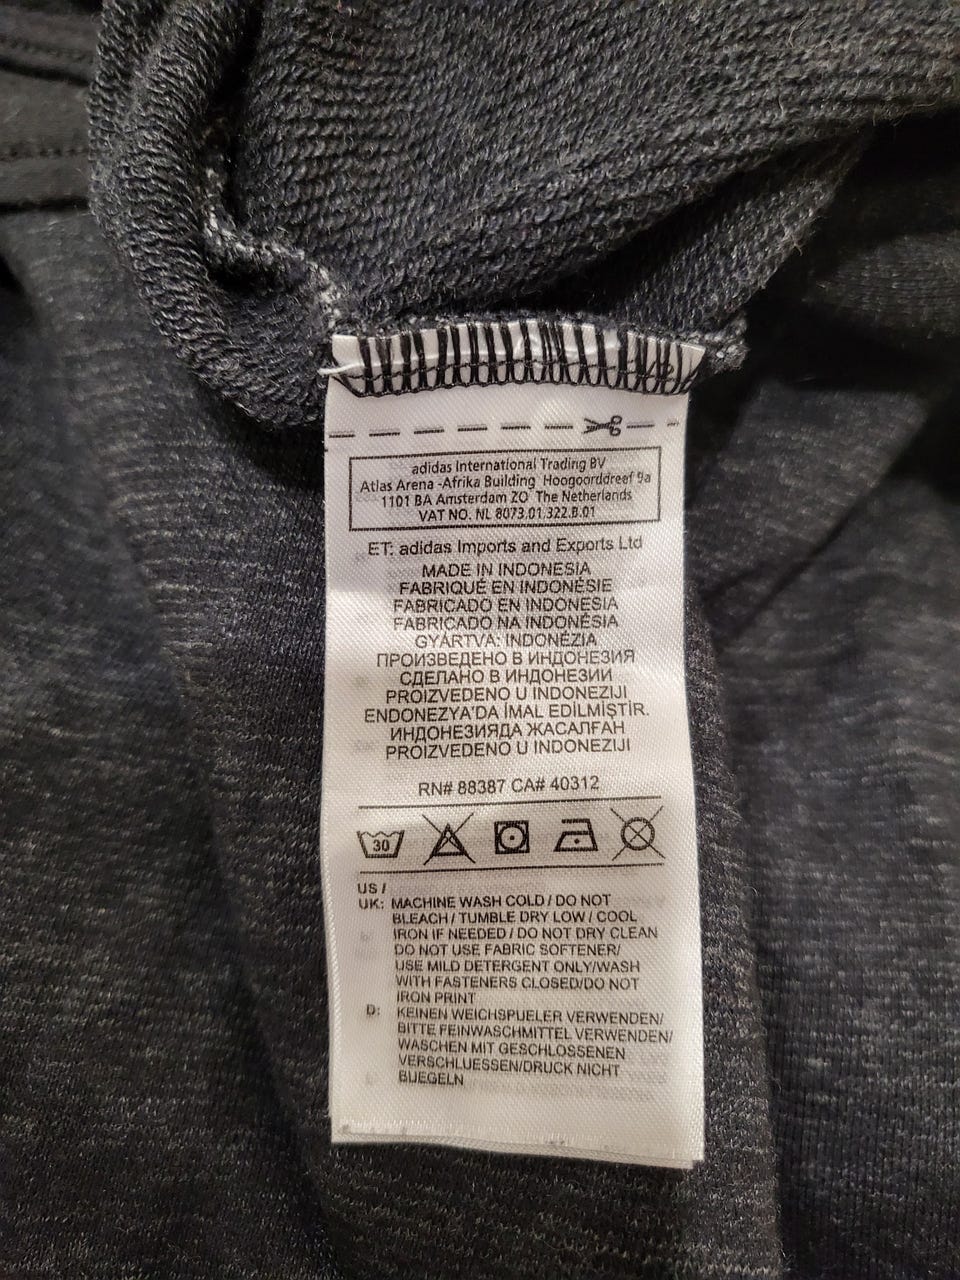 adidas International Trading BV
Atlas Arena -Afrika Building Hoogoorddreef 9a
1101 BA Amsterdam ZO The Netherlands
VAT NO. NL 8073.01.322.B.01
ET: adidas Imports and Exports Ltd
MADE IN INDONESIA
FABRIQUÉ EN INDONÉSIE
FABRICADO EN INDONESIA
FABRICADO NA INDONÉSIA
GYÁRTVA: INDONÉZIA
ПРОИЗВЕДЕНО В ИНДОНЕЗИЯ
СДЕЛАНО В ИНДОНЕЗИИ
PROIZVEDENO U INDONEZIJI
ENDONEZYA'DA İMAL EDİLMİŞTİR.
ИНДОНЕЗИЯДА ЖАСАЛҒАН
PROIZVEDENO U INDONEZIJI
RN# 88387 CA# 40312
30
US /
UK: MACHINE WASH COLD / DO NOT
BLEACH / TUMBLE DRY LOW / COOL
IRON IF NEEDED / DO NOT DRY CLEAN
DO NOT USE FABRIC SOFTENER/
USE MILD DETERGENT ONLY/WASH
WITH FASTENERS CLOSED/DO NOT
IRON PRINT
D: KEINEN WEICHSPUELER VERWENDEN/
BITTE FEINWASCHMITTEL VERWENDEN/
WASCHEN MIT GESCHLOSSENEN
VERSCHLUESSEN/DRUCK NICHT
BUEGELN